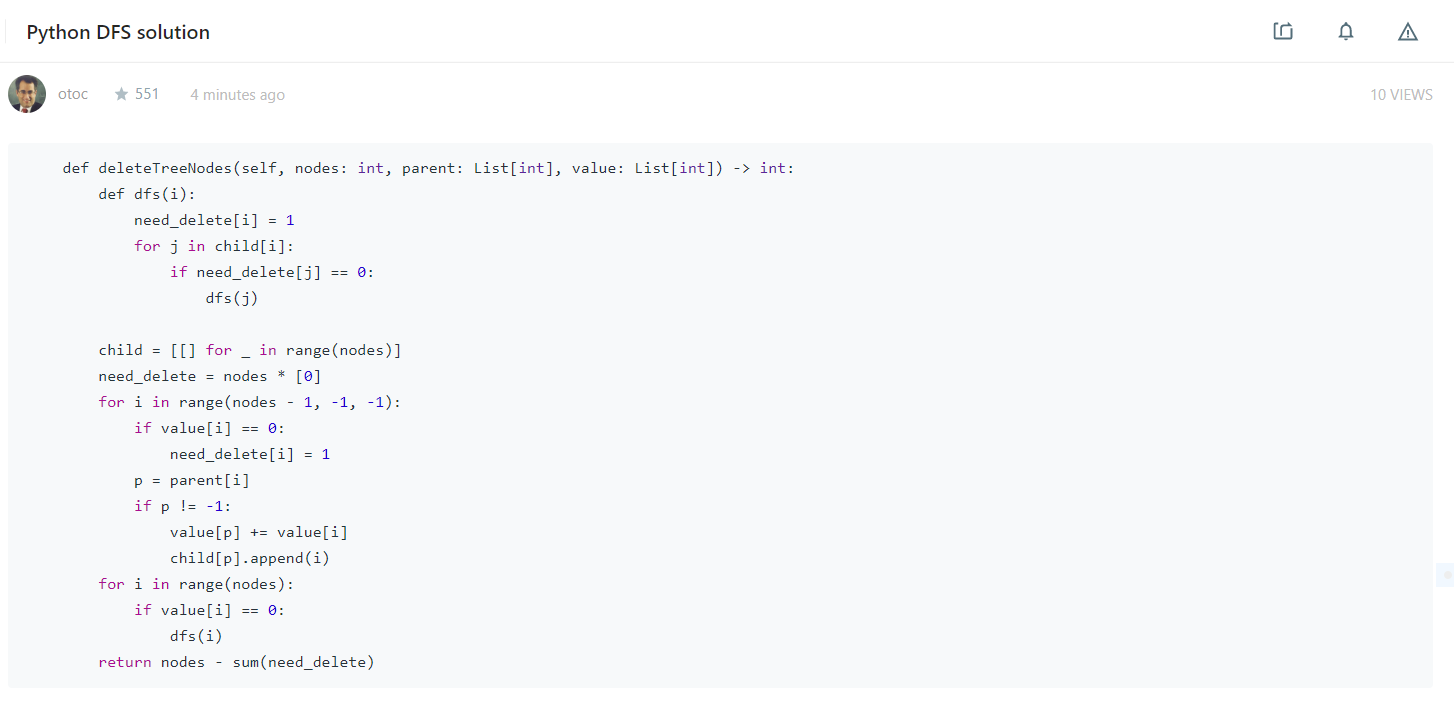 Python DFS solution
otoc 551 4 minutes ago 10 VIEWS
def deleteTreeNodes(self, nodes: int, parent: List[int], value: List[int]) -> int:
    def dfs(i):
        need_delete[i] = 1
        for j in child[i]:
            if need_delete[j] == 0:
                dfs(j)

    child = [[] for _ in range(nodes)]
    need_delete = nodes * [0]
    for i in range(nodes - 1, -1, -1):
        if value[i] == 0:
            need_delete[i] = 1
        p = parent[i]
        if p != -1:
            value[p] += value[i]
            child[p].append(i)
    for i in range(nodes):
        if value[i] == 0:
            dfs(i)
    return nodes - sum(need_delete)